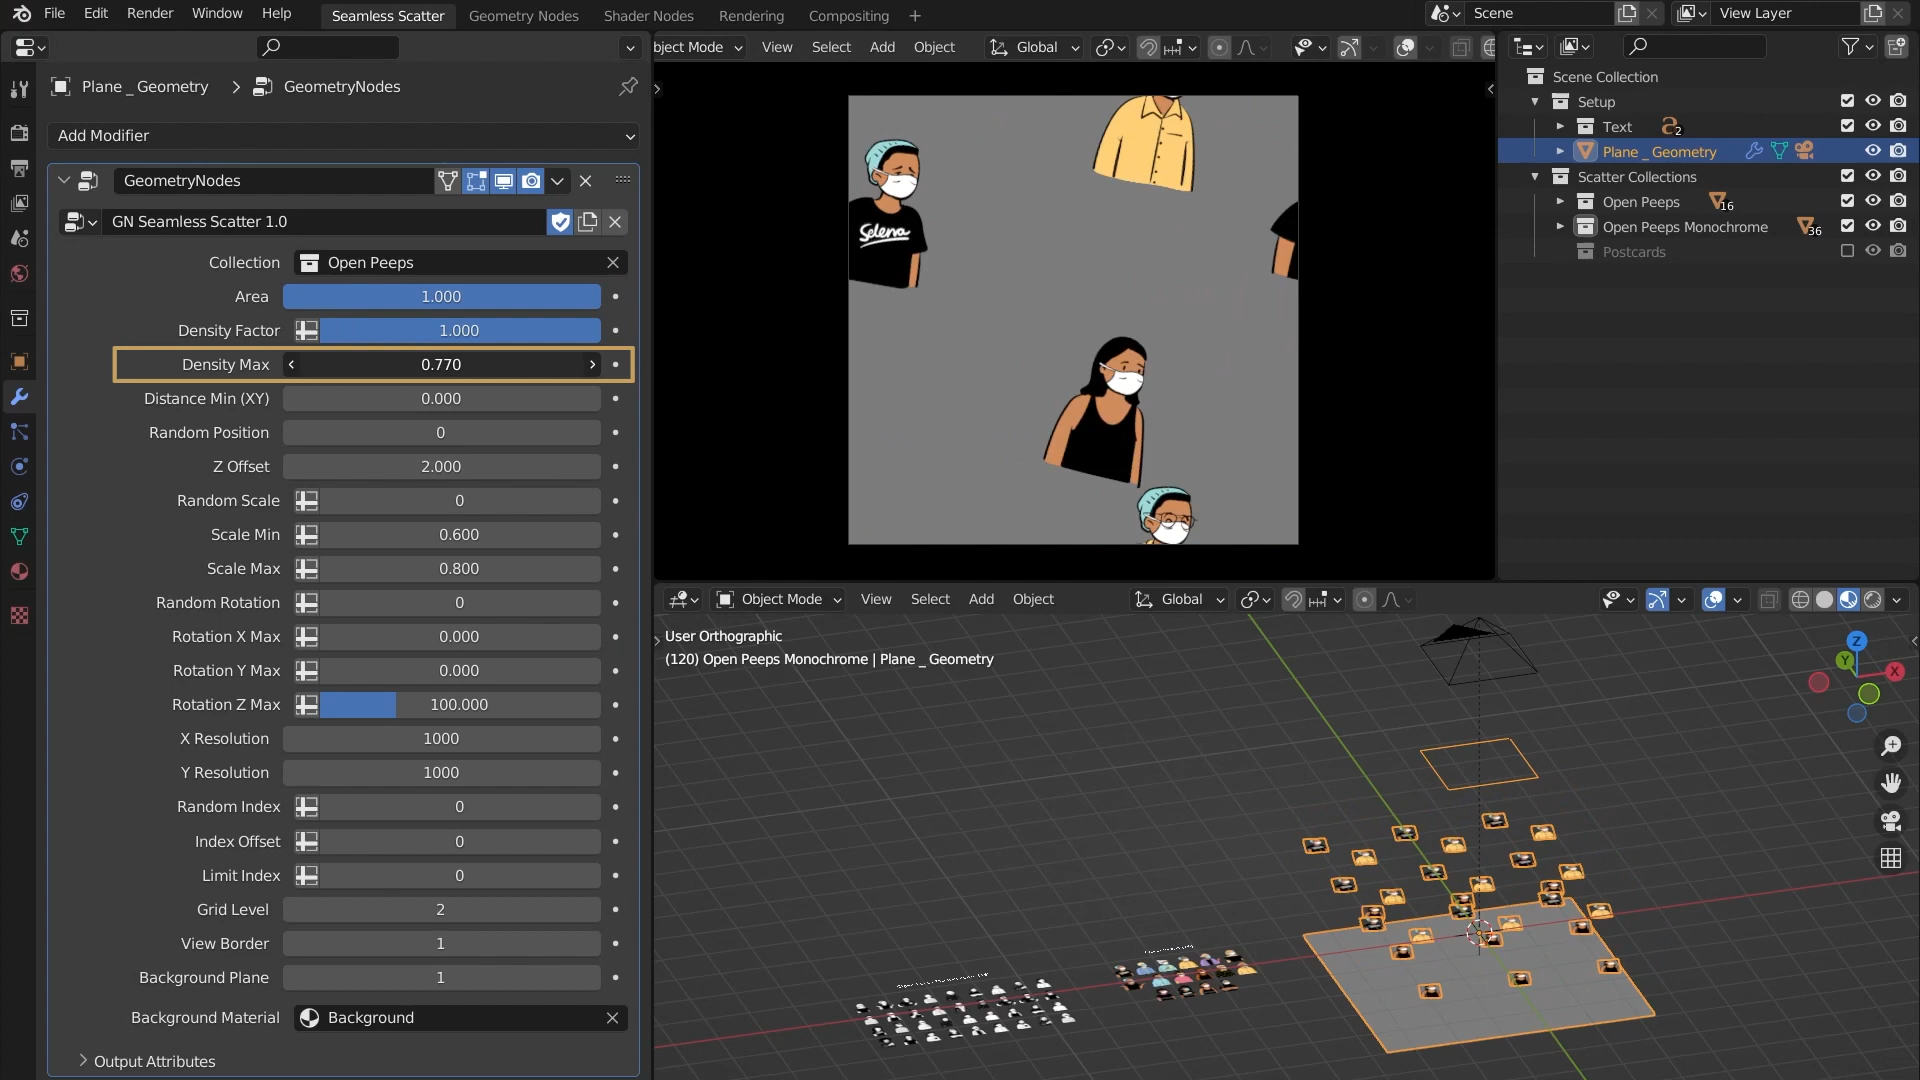 File Edit Render Window Help Seamless Scatter Geometry Nodes Shader Nodes Rendering Compositing + Scene View Layer
bject Mode View Select Add Object Global
Plane _ Geometry > GeometryNodes
Add Modifier
GeometryNodes
GN Seamless Scatter 1.0
Collection Open Peeps
Area 1.000
Density Factor 1.000
Density Max 0.770
Distance Min (XY) 0.000
Random Position 0
Z Offset 2.000
Random Scale 0
Scale Min 0.600
Scale Max 0.800
Random Rotation 0
Rotation X Max 0.000
Rotation Y Max 0.000
Rotation Z Max 100.000
X Resolution 1000
Y Resolution 1000
Random Index 0
Index Offset 0
Limit Index 0
Grid Level 2
View Border 1
Background Plane 1
Background Material Background
Output Attributes
Selena
Scene Collection
Setup
Text 2
Plane _ Geometry
Scatter Collections
Open Peeps 16
Open Peeps Monochrome 36
Postcards
Object Mode View Select Add Object Global
User Orthographic
(120) Open Peeps Monochrome | Plane _ Geometry
Z
Y
X